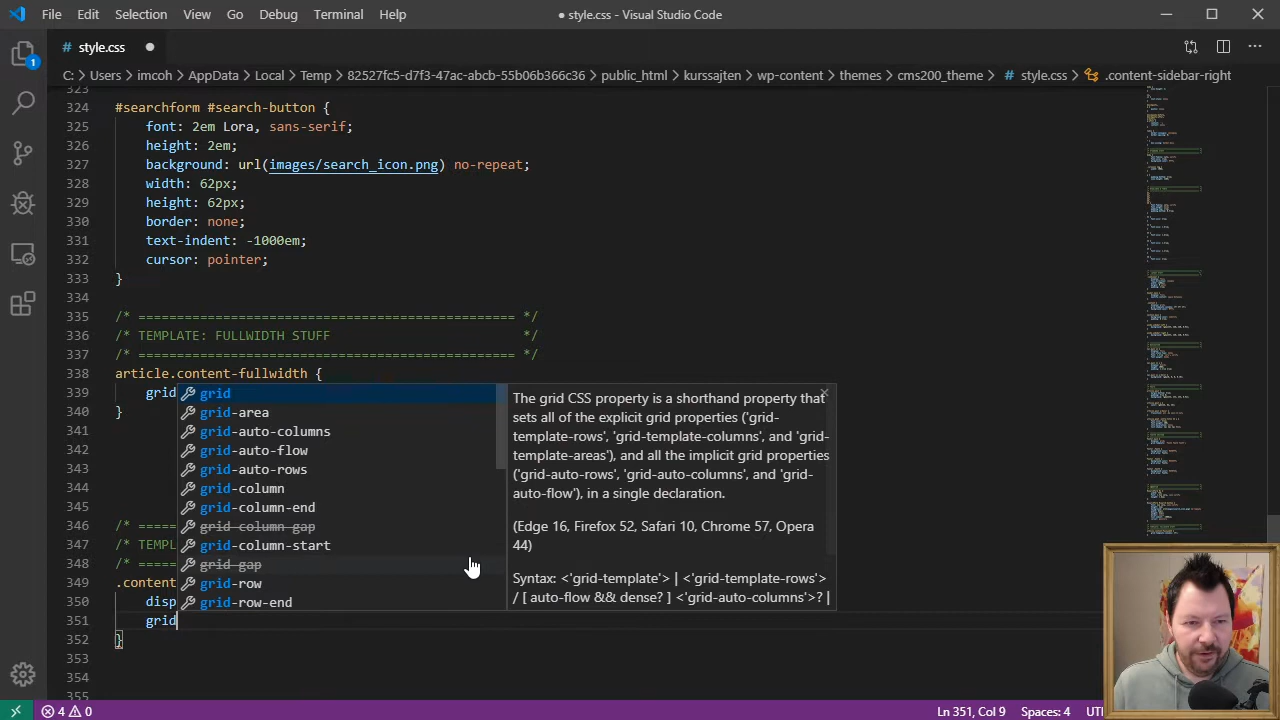 File Edit Selection View Go Debug Terminal Help
● style.css - Visual Studio Code
# style.css ●
C: > Users > imcoh > AppData > Local > Temp > 82527fc5-d7f3-47ac-abcb-55b06b366c36 > public_html > kurssajten > wp-content > themes > cms200_theme > # style.css > .content-sidebar-right
1
323
324 #searchform #search-button {
325 font: 2em Lora, sans-serif;
326 height: 2em;
327 background: url(images/search_icon.png) no-repeat;
328 width: 62px;
329 height: 62px;
330 border: none;
331 text-indent: -1000em;
332 cursor: pointer;
333 }
334
335 /* ================================================= */
336 /* TEMPLATE: FULLWIDTH STUFF */
337 /* ================================================= */
338 article.content-fullwidth {
339 grid
340 }
341
342
343
344
345
346 /* =====
347 /* TEMPL
348 /* =====
349 .content
350 disp
351 grid
352 }
353
354
355
grid
grid-area
grid-auto-columns
grid-auto-flow
grid-auto-rows
grid-column
grid-column-end
grid-column-gap
grid-column-start
grid-gap
grid-row
grid-row-end
The grid CSS property is a shorthand property that
sets all of the explicit grid properties ('grid-
template-rows', 'grid-template-columns', and 'grid-
template-areas'), and all the implicit grid properties
('grid-auto-rows', 'grid-auto-columns', and 'grid-
auto-flow'), in a single declaration.
(Edge 16, Firefox 52, Safari 10, Chrome 57, Opera
44)
Syntax: <'grid-template'> | <'grid-template-rows'>
/ [ auto-flow && dense? ] <'grid-auto-columns'>? |
4 0
Ln 351, Col 9 Spaces: 4 UT